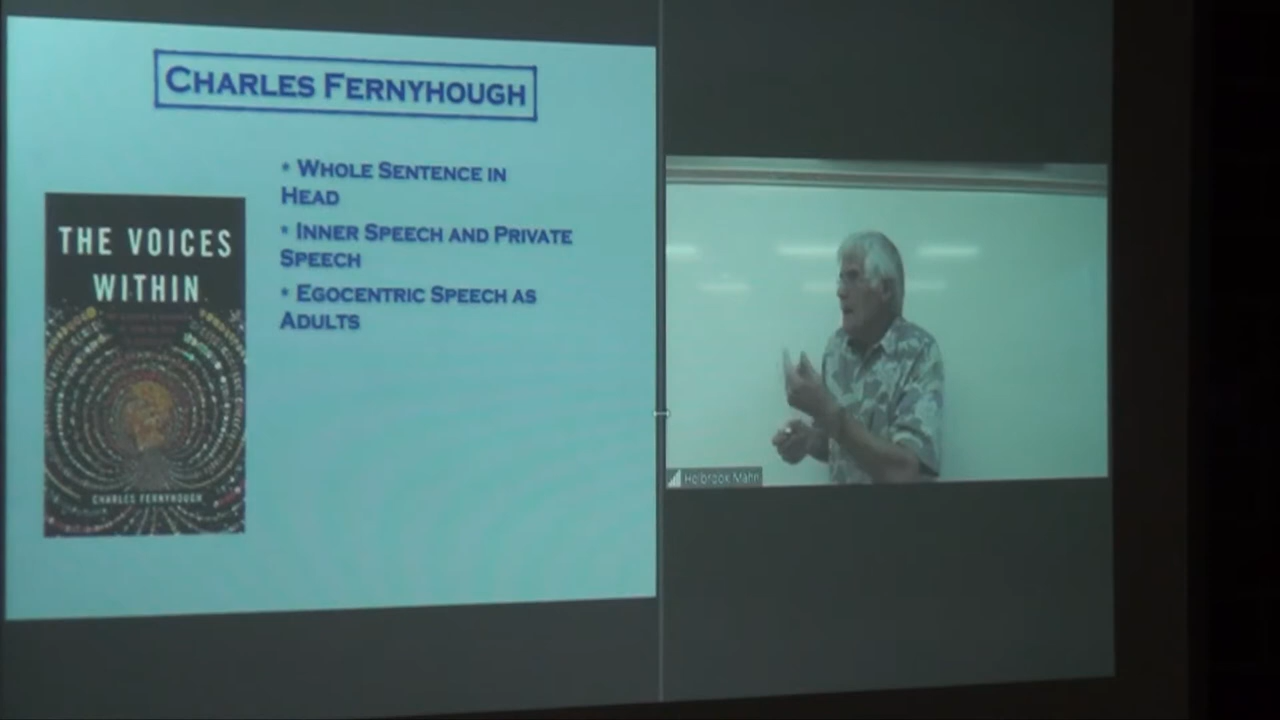 CHARLES FERNYHOUGH
* WHOLE SENTENCE IN
HEAD
* INNER SPEECH AND PRIVATE
SPEECH
* EGOCENTRIC SPEECH AS
ADULTS
THE VOICES
WITHIN
CHARLES FERNYHOUGH
Holbrook Mahn